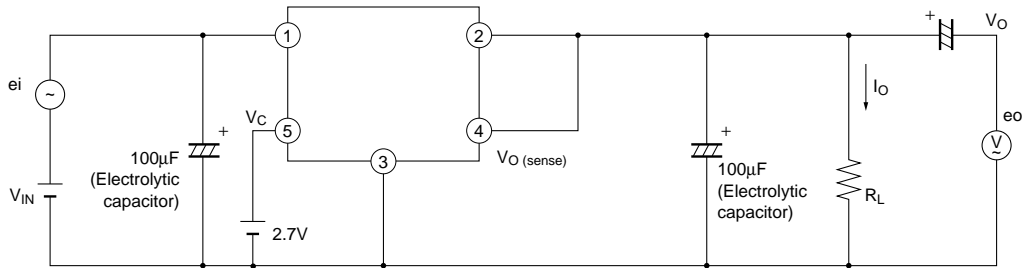 +
V_O
1
2
ei
~
+
V_C
5
4
+
I_O
eo
V
~
100µF
(Electrolytic
capacitor)
3
V_O (sense)
100µF
(Electrolytic
capacitor)
R_L
V_IN
2.7V